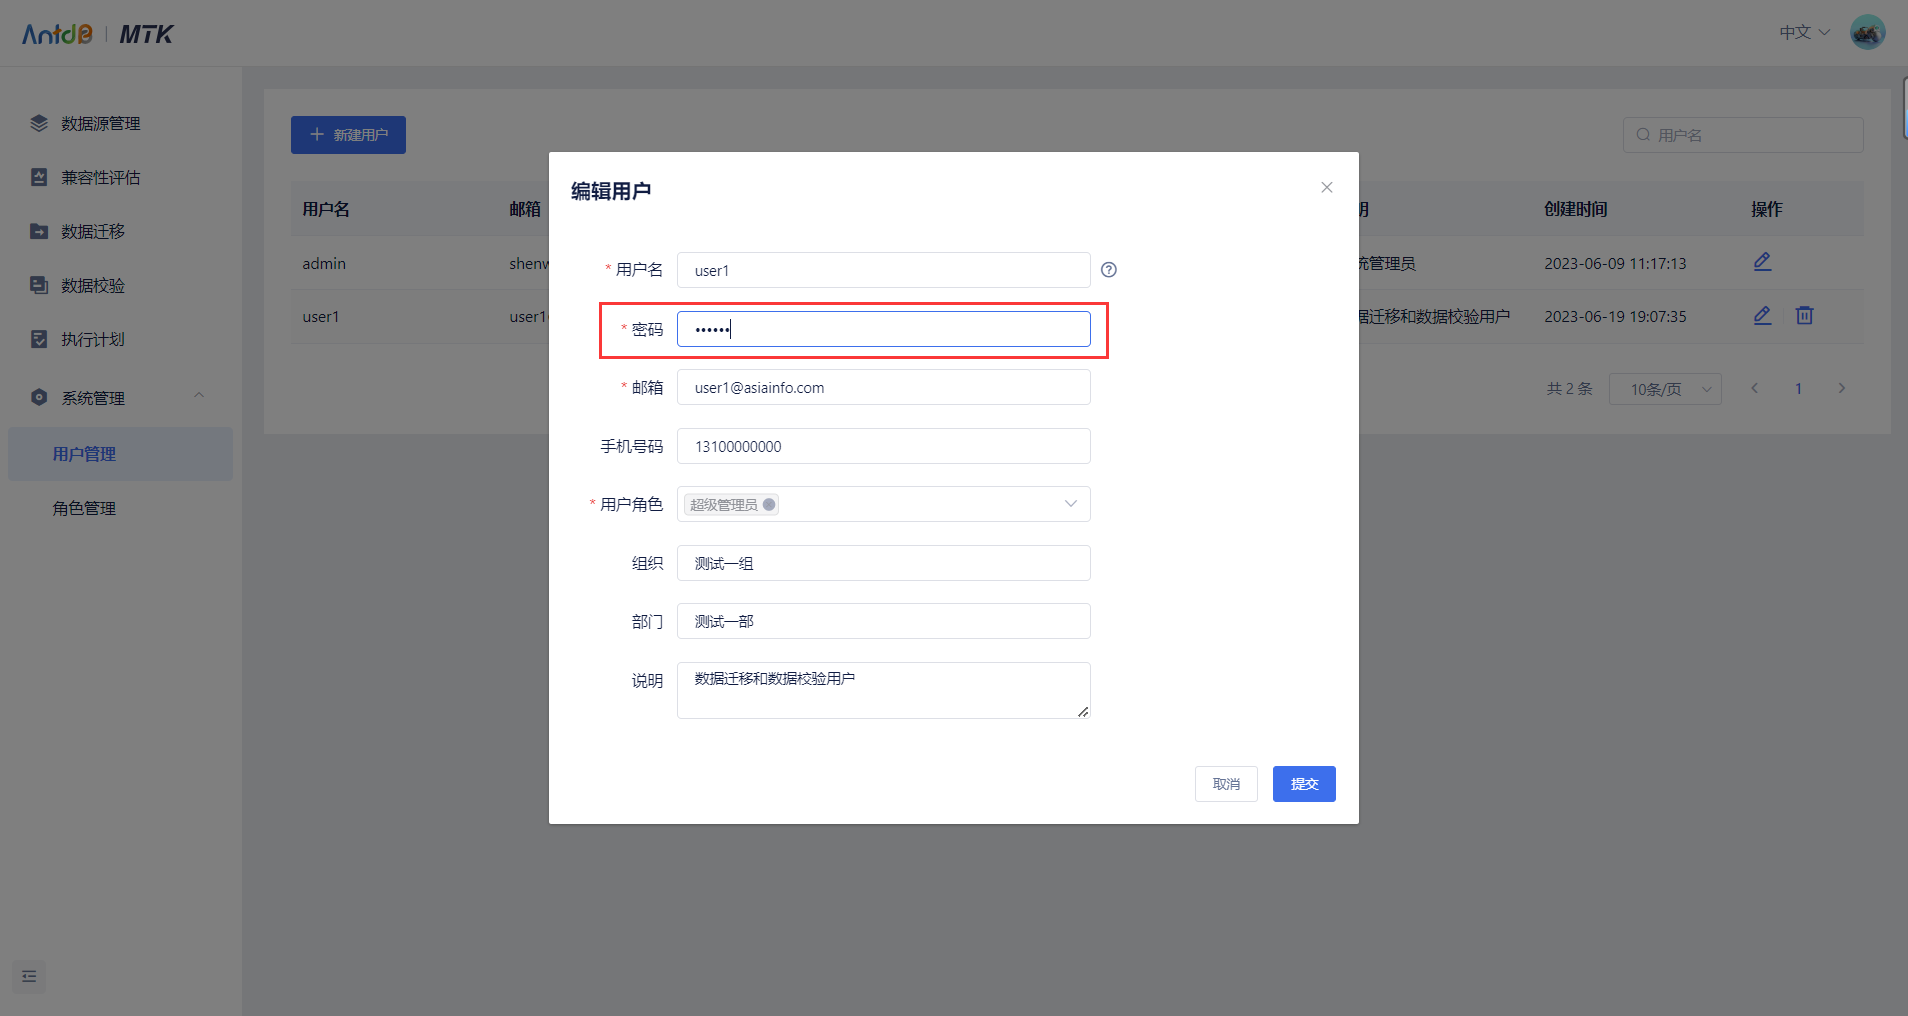 AntdB | MTK
中文
数据源管理
兼容性评估
数据迁移
数据校验
执行计划
系统管理
用户管理
角色管理
新建用户
用户名
用户名
邮箱
明
创建时间
操作
admin
shenw
统管理员
2023-06-09 11:17:13
user1
user1
据迁移和数据校验用户
2023-06-19 19:07:35
共 2 条
10条/页
1
编辑用户
* 用户名
user1
* 密码
••••••
* 邮箱
user1@asiainfo.com
手机号码
13100000000
* 用户角色
超级管理员
组织
测试一组
部门
测试一部
说明
数据迁移和数据校验用户
取消
提交